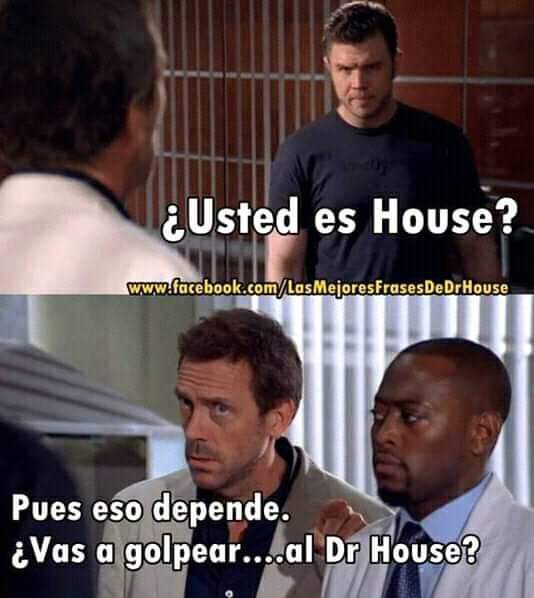 ¿Usted es House?
www.facebook.com/LasMejoresFrasesDeDrHouse
Pues eso depende.
¿Vas a golpear....al Dr House?